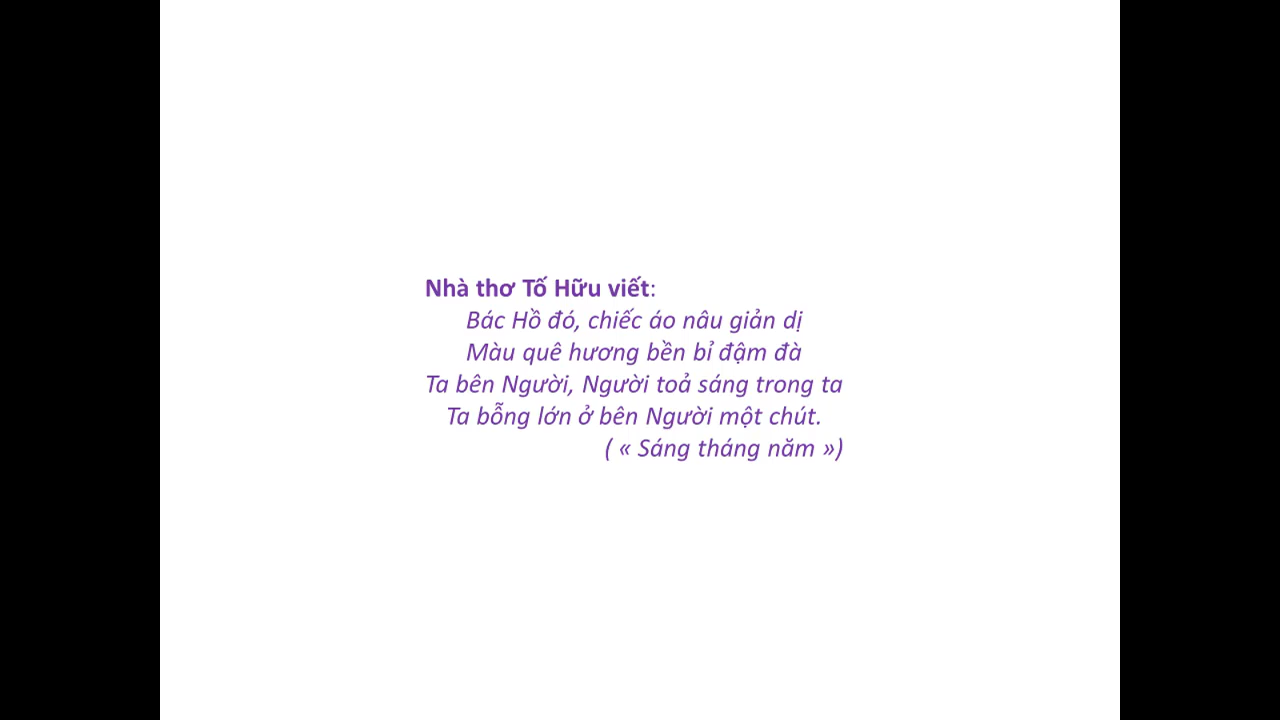 Nhà thơ Tố Hữu viết:
Bác Hồ đó, chiếc áo nâu giản dị
Màu quê hương bền bỉ đậm đà
Ta bên Người, Người toả sáng trong ta
Ta bỗng lớn ở bên Người một chút.
( « Sáng tháng năm »)